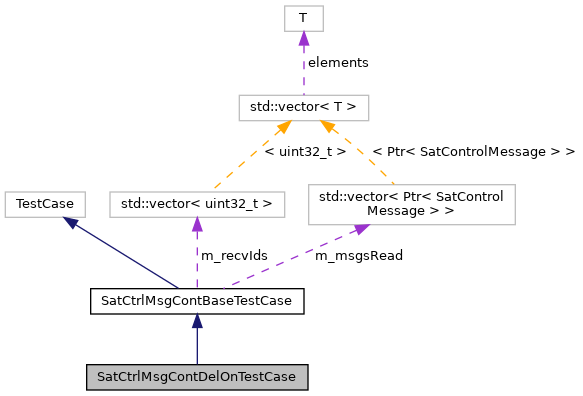 T
elements
std::vector< T >
< uint32_t >
< Ptr< SatControlMessage > >
TestCase
std::vector< uint32_t >
std::vector< Ptr< SatControl
Message > >
m_recvIds
m_msgsRead
SatCtrlMsgContBaseTestCase
SatCtrlMsgContDelOnTestCase